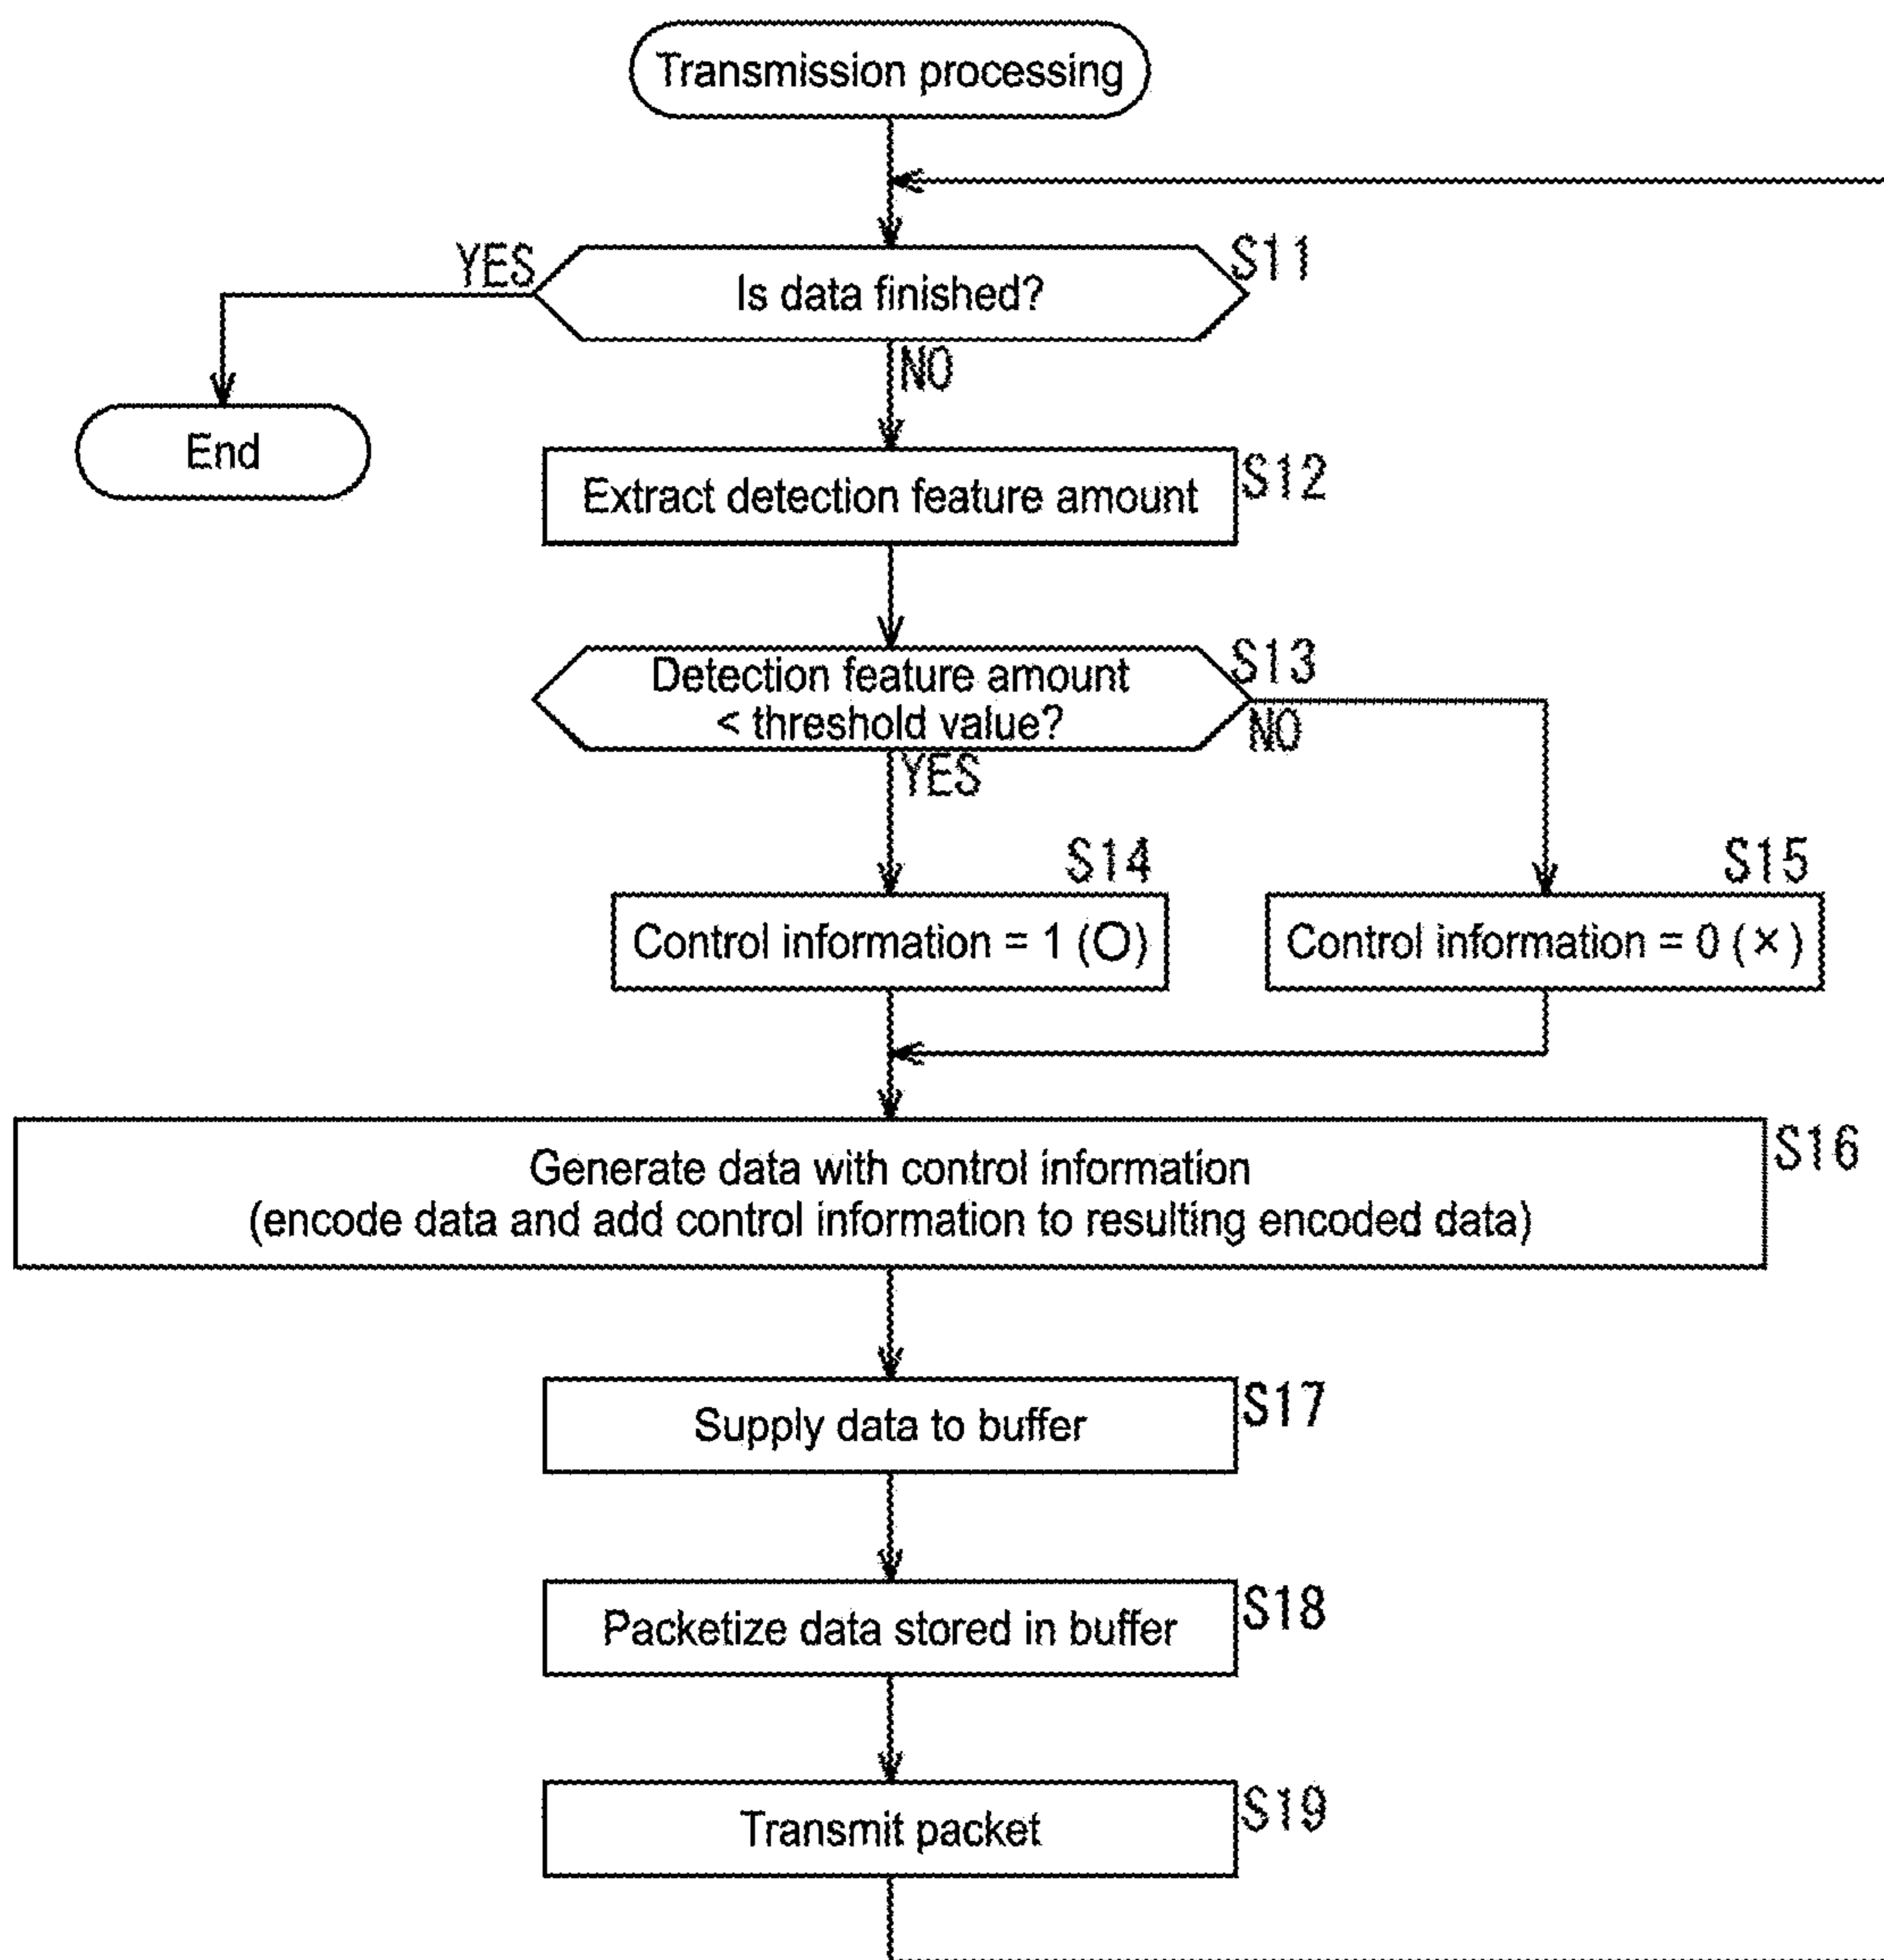 Transmission processing
YES
S11
Is data finished?
NO
End
Extract detection feature amount
S12
Detection feature amount
< threshold value?
S13
NO
YES
S14
S15
Control information = 1 (○)
Control information = 0 (×)
Generate data with control information
(encode data and add control information to resulting encoded data)
S16
Supply data to buffer
S17
Packetize data stored in buffer
S18
Transmit packet
S19